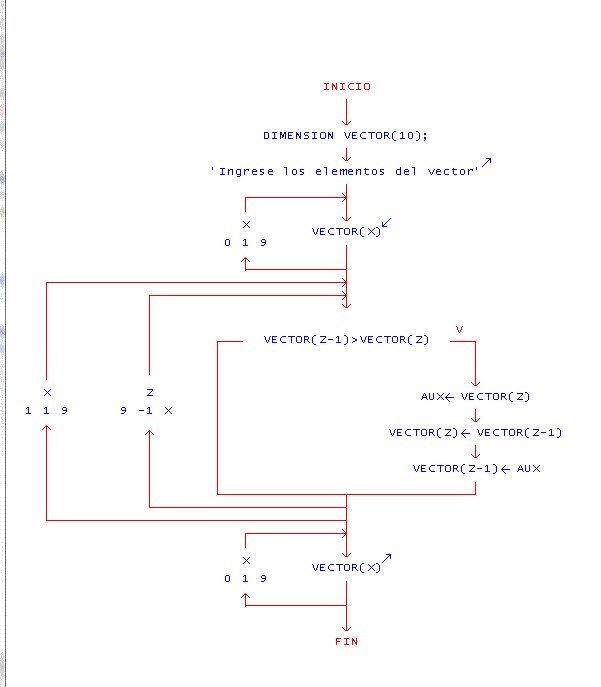 INICIO
DIMENSION VECTOR(10);
'Ingrese los elementos del vector'
X
0 1 9
VECTOR(X)
VECTOR(Z-1)>VECTOR(Z)
V
X
1 1 9
Z
9 -1 X
AUX← VECTOR(Z)
VECTOR(Z)← VECTOR(Z-1)
VECTOR(Z-1)← AUX
X
0 1 9
VECTOR(X)
FIN